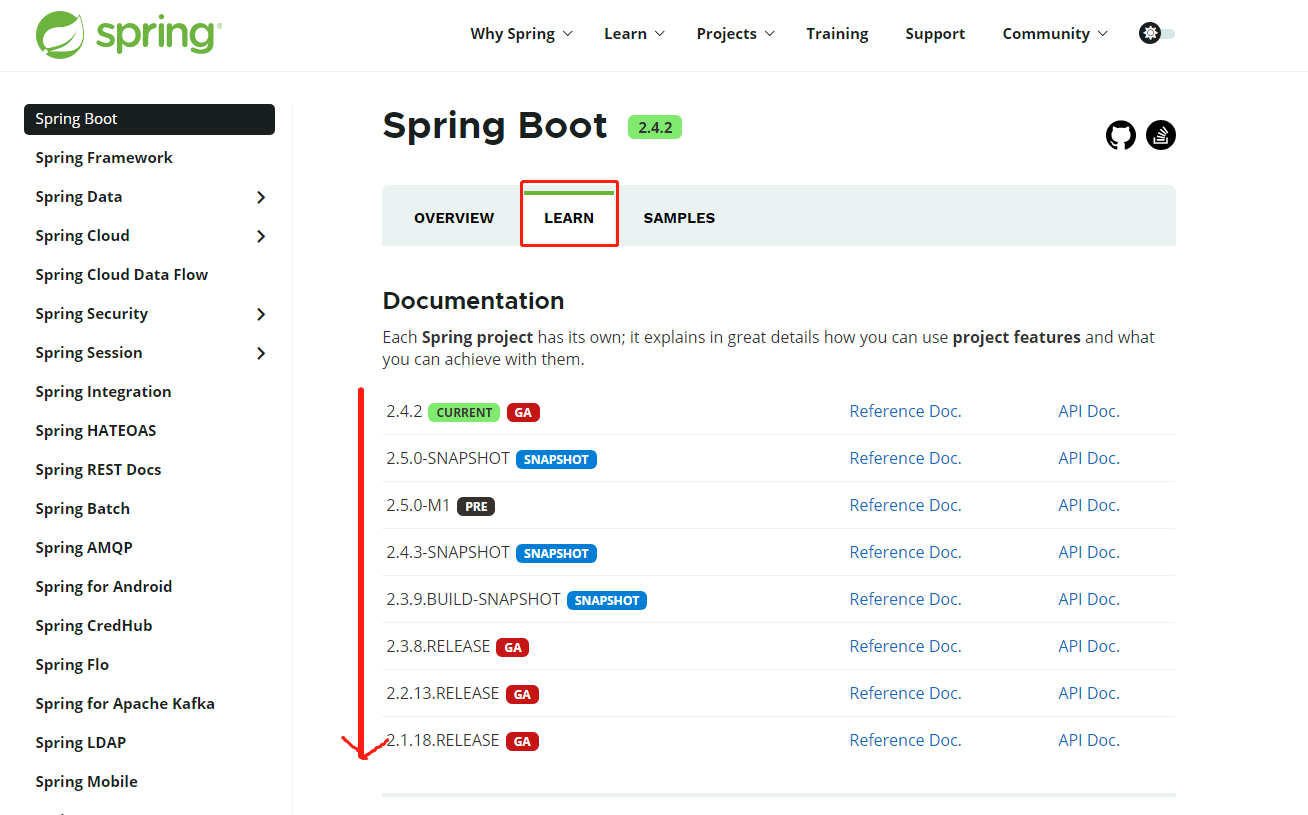 spring
Why Spring Learn Projects Training Support Community
Spring Boot
Spring Framework
Spring Data
Spring Cloud
Spring Cloud Data Flow
Spring Security
Spring Session
Spring Integration
Spring HATEOAS
Spring REST Docs
Spring Batch
Spring AMQP
Spring for Android
Spring CredHub
Spring Flo
Spring for Apache Kafka
Spring LDAP
Spring Mobile
Spring Boot 2.4.2
OVERVIEW LEARN SAMPLES
Documentation
Each Spring project has its own; it explains in great details how you can use project features and what
you can achieve with them.
2.4.2 CURRENT GA Reference Doc. API Doc.
2.5.0-SNAPSHOT SNAPSHOT Reference Doc. API Doc.
2.5.0-M1 PRE Reference Doc. API Doc.
2.4.3-SNAPSHOT SNAPSHOT Reference Doc. API Doc.
2.3.9.BUILD-SNAPSHOT SNAPSHOT Reference Doc. API Doc.
2.3.8.RELEASE GA Reference Doc. API Doc.
2.2.13.RELEASE GA Reference Doc. API Doc.
2.1.18.RELEASE GA Reference Doc. API Doc.